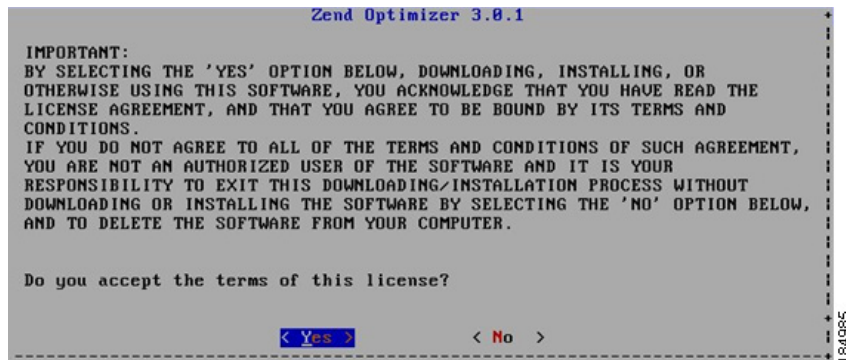 Zend Optimizer 3.0.1
IMPORTANT:
BY SELECTING THE 'YES' OPTION BELOW, DOWNLOADING, INSTALLING, OR
OTHERWISE USING THIS SOFTWARE, YOU ACKNOWLEDGE THAT YOU HAVE READ THE
LICENSE AGREEMENT, AND THAT YOU AGREE TO BE BOUND BY ITS TERMS AND
CONDITIONS.
IF YOU DO NOT AGREE TO ALL OF THE TERMS AND CONDITIONS OF SUCH AGREEMENT,
YOU ARE NOT AN AUTHORIZED USER OF THE SOFTWARE AND IT IS YOUR
RESPONSIBILITY TO EXIT THIS DOWNLOADING/INSTALLATION PROCESS WITHOUT
DOWNLOADING OR INSTALLING THE SOFTWARE BY SELECTING THE 'NO' OPTION BELOW,
AND TO DELETE THE SOFTWARE FROM YOUR COMPUTER.
Do you accept the terms of this license?
< Yes > < No >
184985